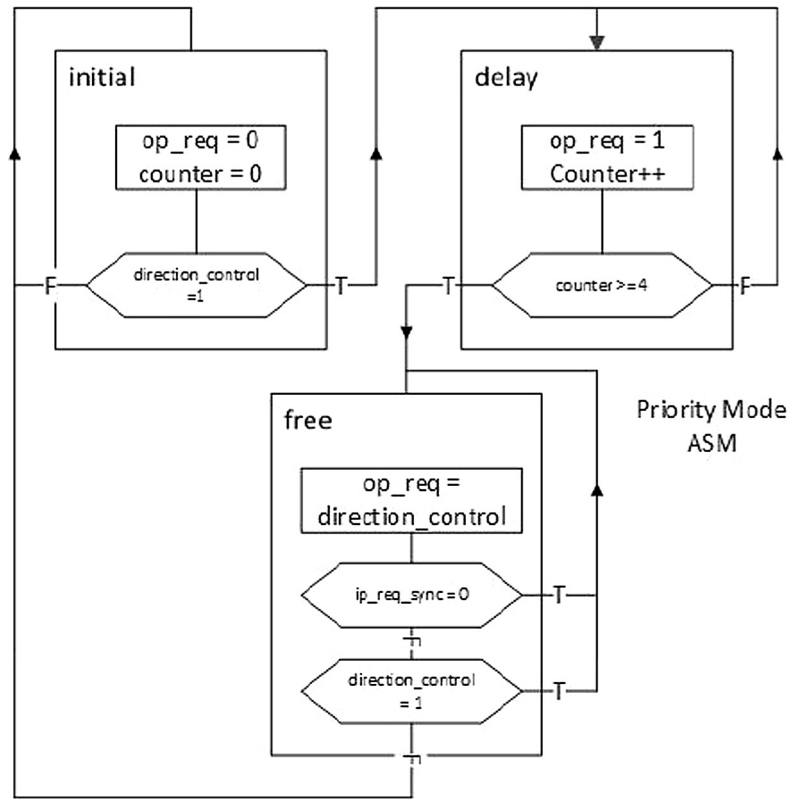 initial
op_req = 0
counter = 0
direction_control
=1
F
T
delay
op_req = 1
Counter++
counter>=4
T
F
Priority Mode
ASM
free
op_req =
direction_control
ip_req_sync=0
T
F
direction_control
= 1
T
F